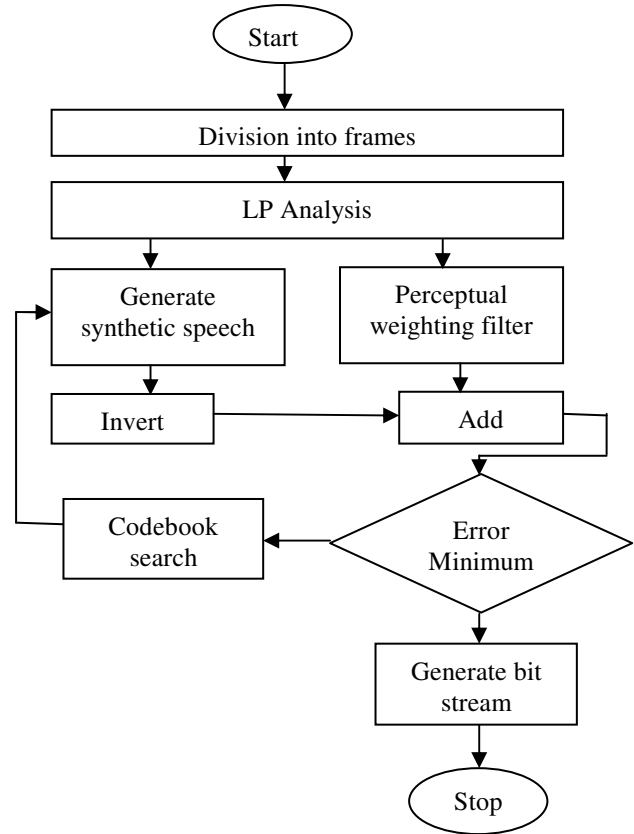 Start
Division into frames
LP Analysis
Generate
synthetic speech
Perceptual
weighting filter
Invert
Add
Codebook
search
Error
Minimum
Generate bit
stream
Stop